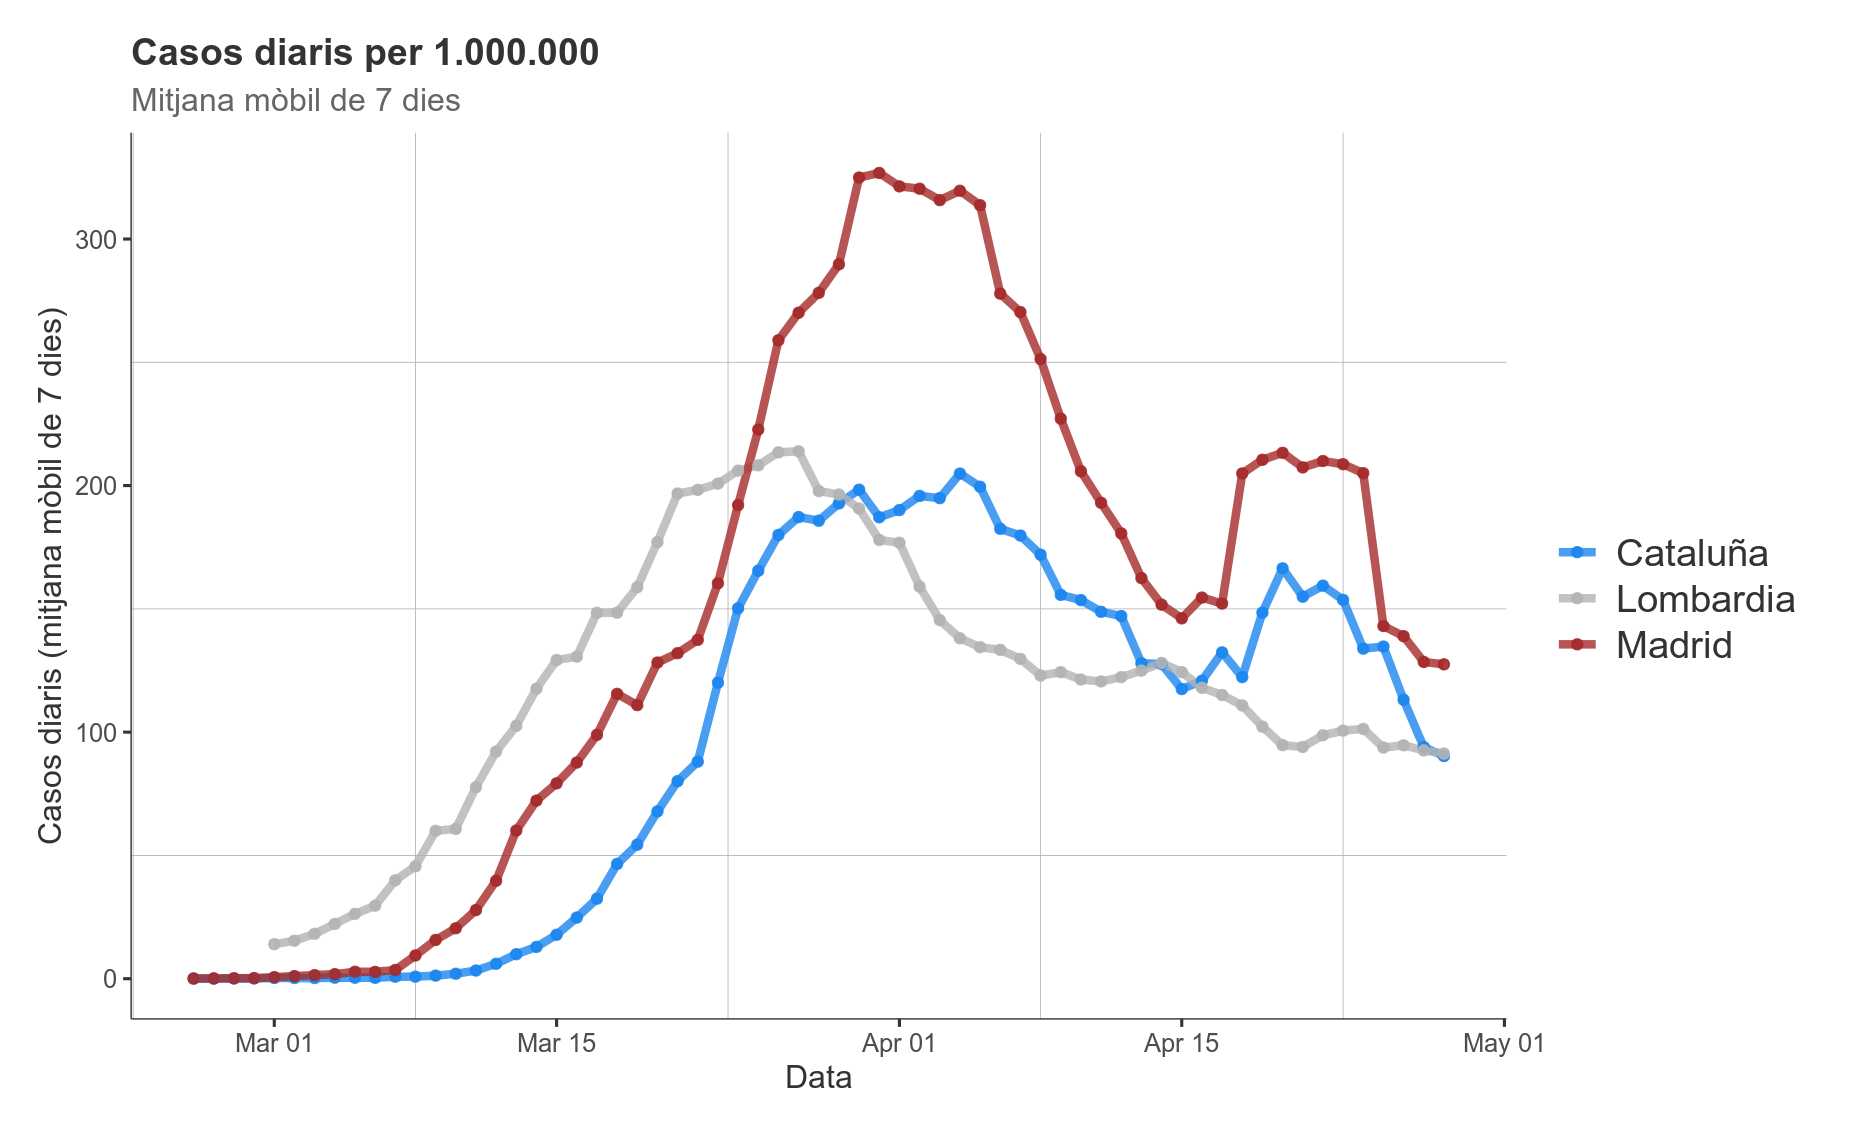 Casos diaris per 1.000.000
Mitjana mòbil de 7 dies
Casos diaris (mitjana mòbil de 7 dies)
300
200
100
0
Mar 01
Mar 15
Apr 01
Apr 15
May 01
Data
Cataluña
Lombardia
Madrid